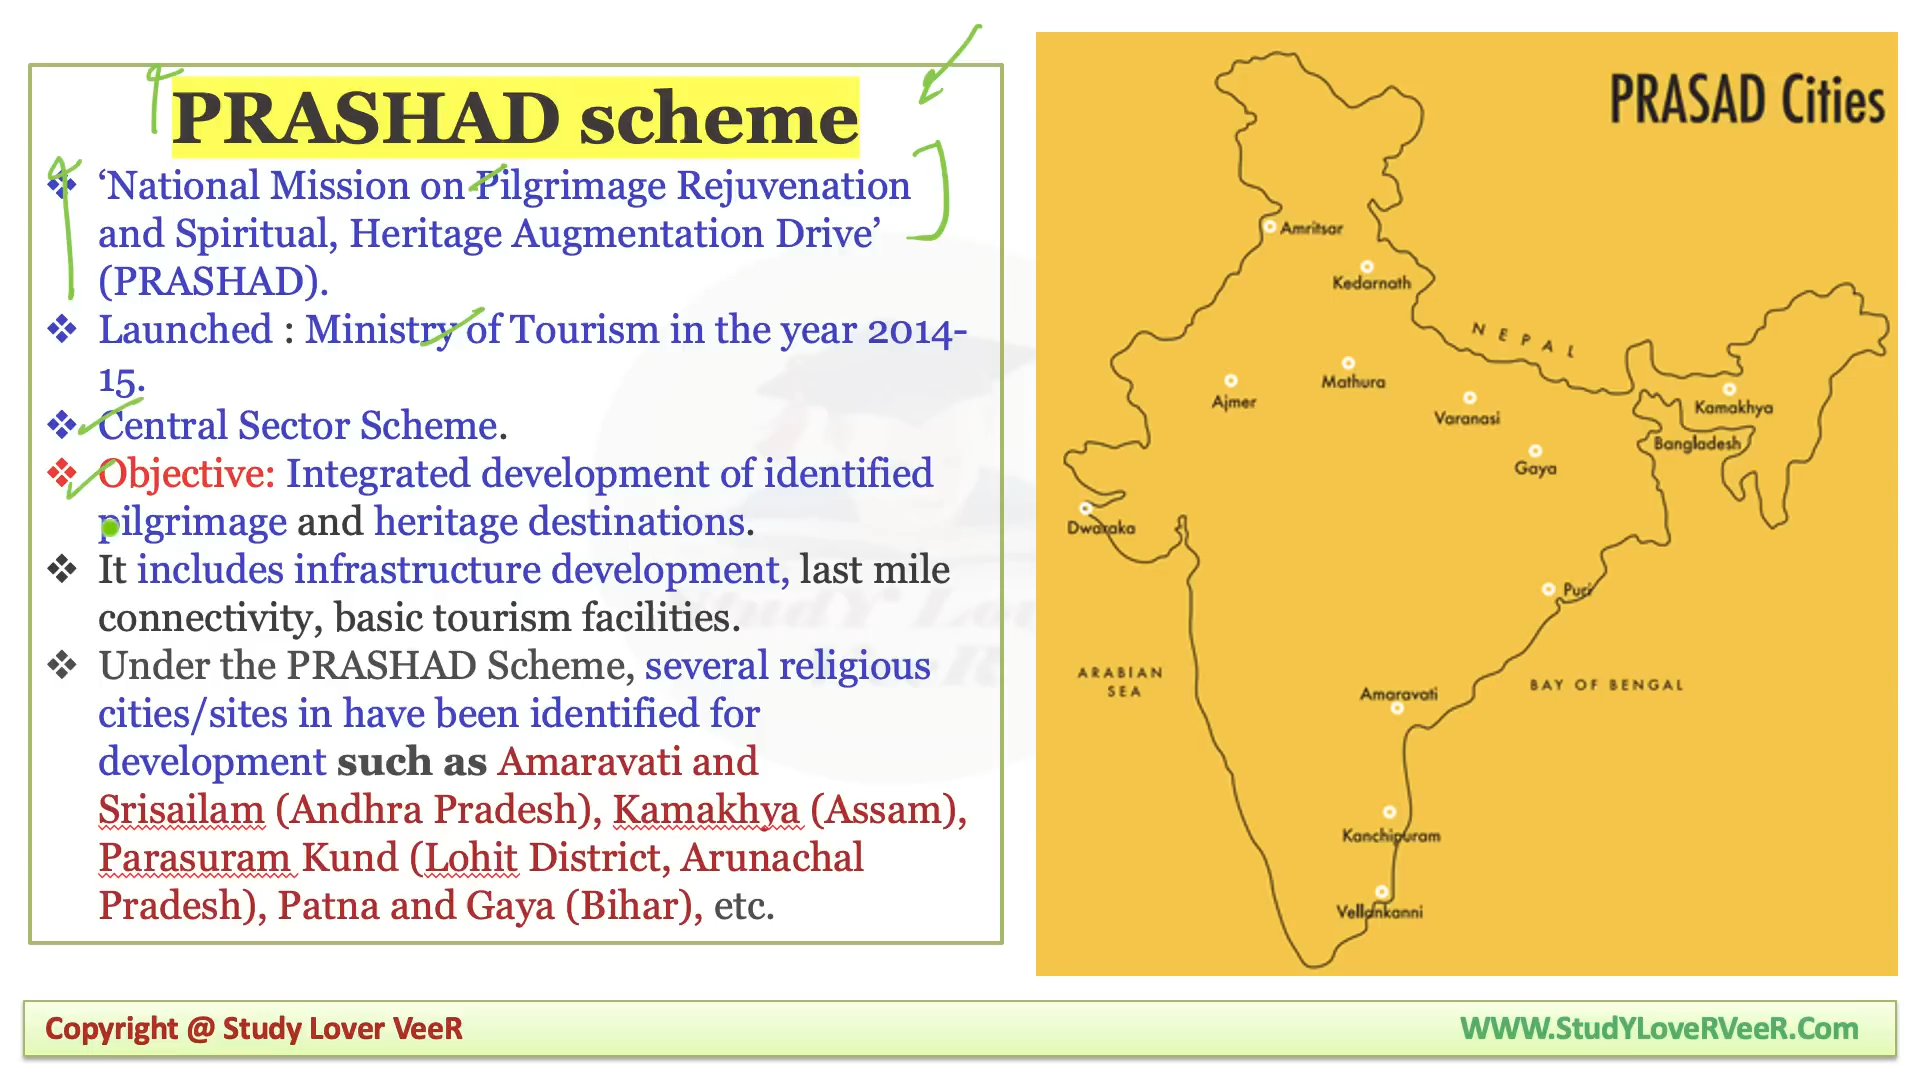 PRASHAD scheme
❖ ‘National Mission on Pilgrimage Rejuvenation
and Spiritual, Heritage Augmentation Drive’
(PRASHAD).
❖ Launched : Ministry of Tourism in the year 2014-
15.
❖ Central Sector Scheme.
❖ Objective: Integrated development of identified
pilgrimage and heritage destinations.
❖ It includes infrastructure development, last mile
connectivity, basic tourism facilities.
❖ Under the PRASHAD Scheme, several religious
cities/sites in have been identified for
development such as Amaravati and
Srisailam (Andhra Pradesh), Kamakhya (Assam),
Parasuram Kund (Lohit District, Arunachal
Pradesh), Patna and Gaya (Bihar), etc.
PRASAD Cities
Amritsar
Kedarnath
NEPAL
Mathura
Ajmer
Varanasi
Kamakhya
Bangladesh
Gaya
Dwaraka
Puri
ARABIAN
SEA
BAY OF BENGAL
Amaravati
Kanchipuram
Vellankanni
Copyright @ Study Lover VeeR
WWW.StudYLoveRVeeR.Com